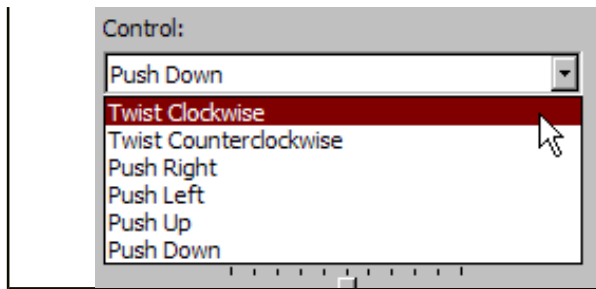 Control:
Push Down
Twist Clockwise
Twist Counterclockwise
Push Right
Push Left
Push Up
Push Down